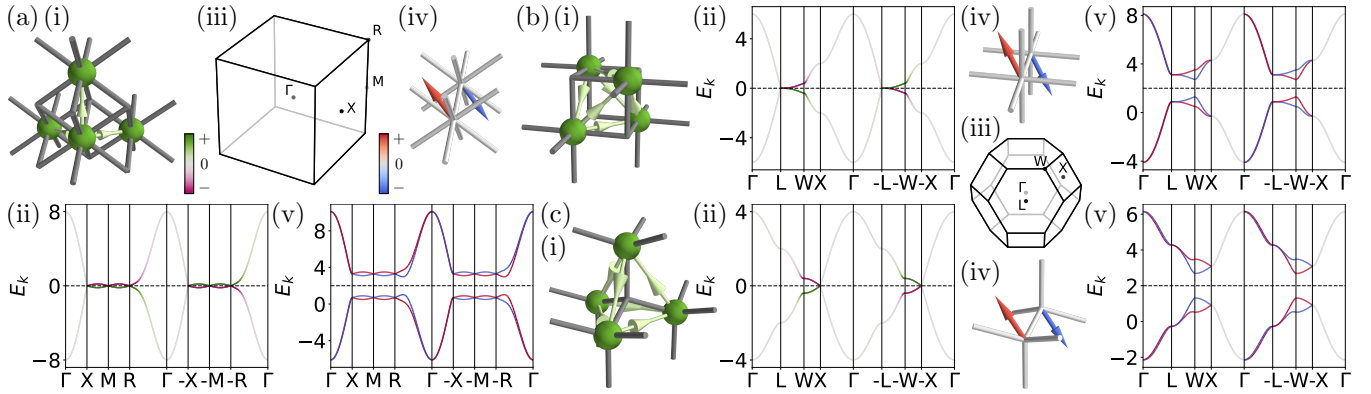 (a) (i)
(iii)
R
M
Γ
X
+
0
−
+
0
−
(iv)
(ii)
E_k
8
0
−8
Γ X M R Γ -X -M -R Γ
(v)
E_k
8
4
0
−4
Γ X M R Γ -X -M -R Γ
(b) (i)
(ii)
E_k
4
0
−4
Γ L W X Γ -L -W -X Γ
(iv)
(v)
E_k
8
4
0
−4
Γ L W X Γ -L -W -X Γ
(iii)
W
X
Γ
L
(c)
(i)
(ii)
E_k
4
0
−4
Γ L W X Γ -L -W -X Γ
(iv)
(v)
E_k
6
4
2
0
−2
Γ L W X Γ -L -W -X Γ